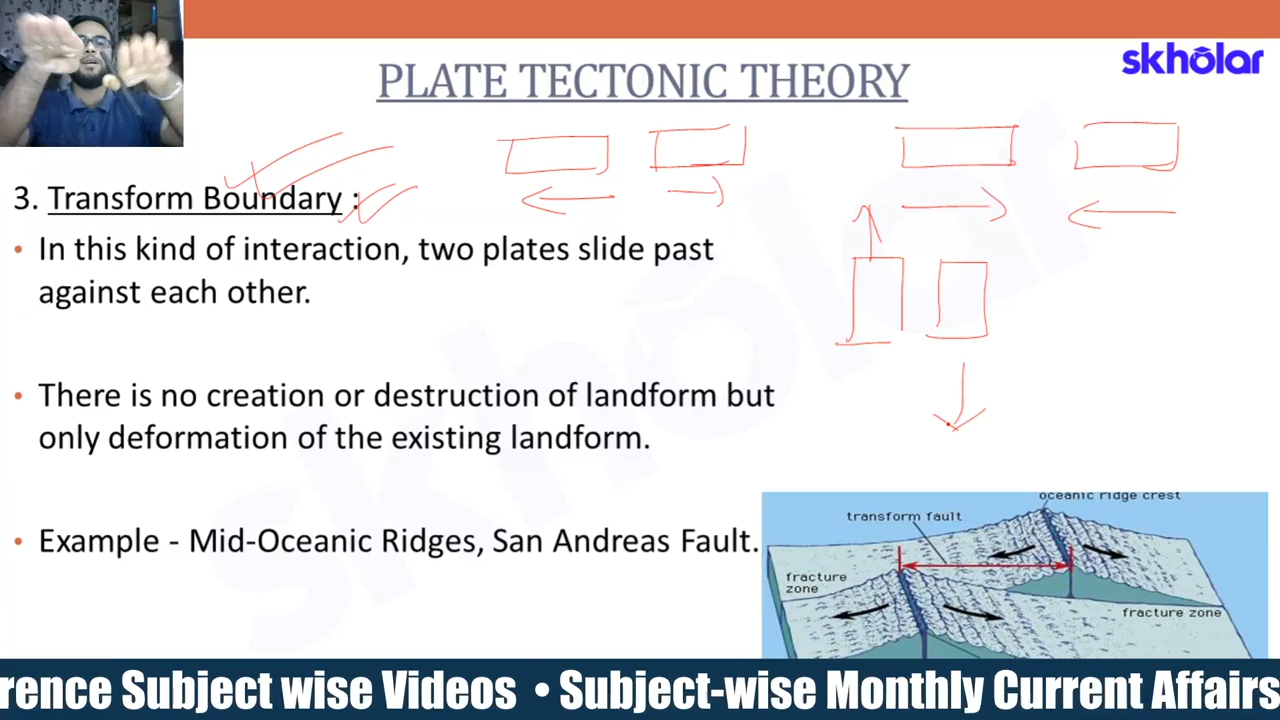 skhōlar
PLATE TECTONIC THEORY
3. Transform Boundary :
• In this kind of interaction, two plates slide past
against each other.
• There is no creation or destruction of landform but
only deformation of the existing landform.
• Example - Mid-Oceanic Ridges, San Andreas Fault.
oceanic ridge crest
transform fault
fracture
zone
fracture zone
skhōlar
rence Subject wise Videos • Subject-wise Monthly Current Affairs